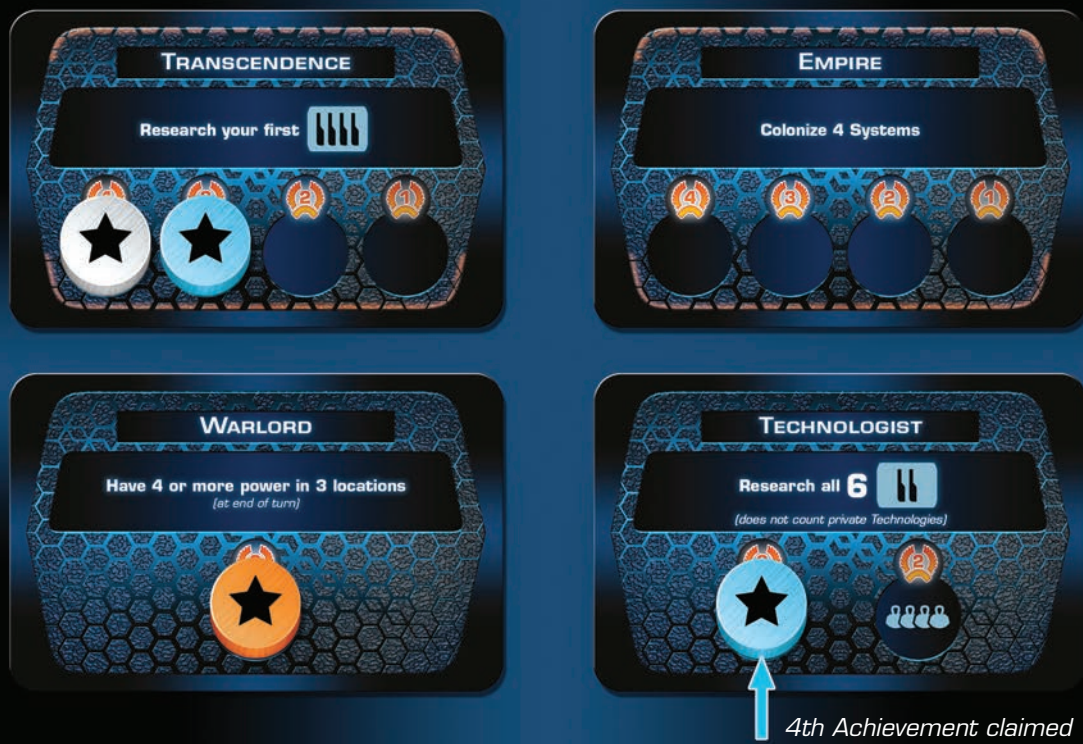 TRANSCENDENCE
Research your first
2
1
EMPIRE
Colonize 4 Systems
4
3
2
1
WARLORD
Have 4 or more power in 3 locations
(at end of turn)
TECHNOLOGIST
Research all 6
(does not count private Technologies)
2
4th Achievement claimed